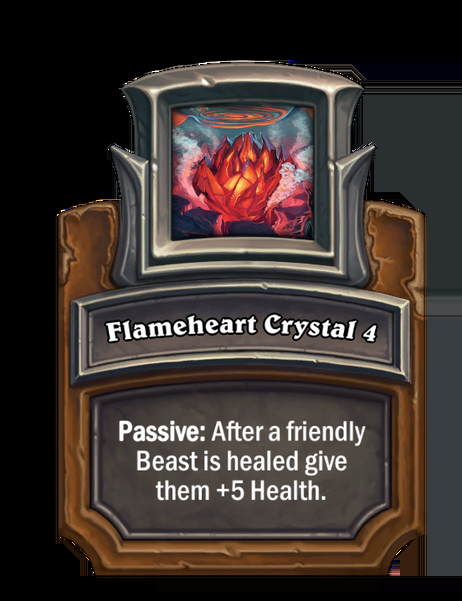 Flameheart Crystal 4
Passive: After a friendly
Beast is healed give
them +5 Health.